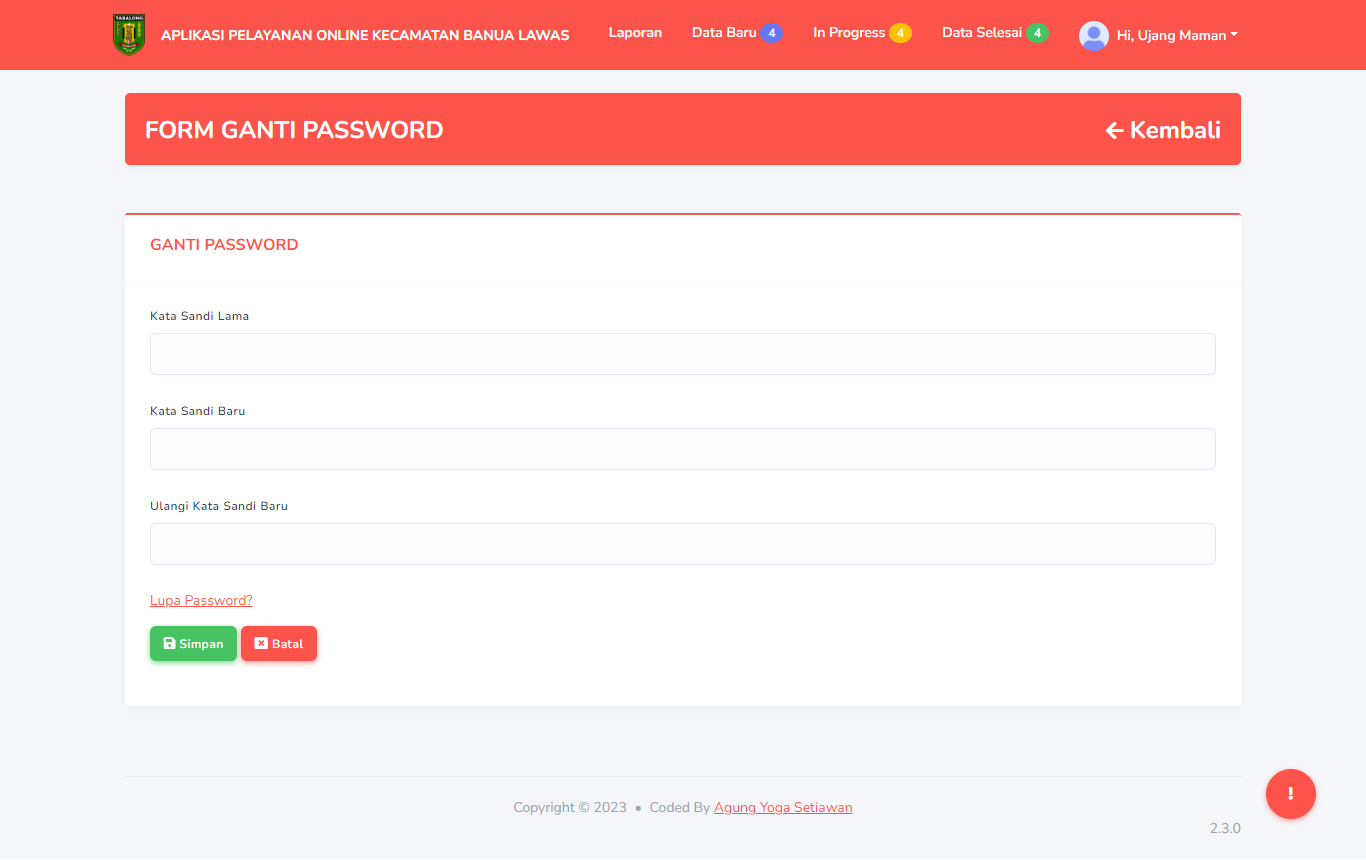 TABALONG
APLIKASI PELAYANAN ONLINE KECAMATAN BANUA LAWAS
Laporan
Data Baru 4
In Progress 4
Data Selesai 4
Hi, Ujang Maman
FORM GANTI PASSWORD
Kembali
GANTI PASSWORD
Kata Sandi Lama
Kata Sandi Baru
Ulangi Kata Sandi Baru
Lupa Password?
Simpan
Batal
Copyright © 2023 • Coded By Agung Yoga Setiawan
!
2.3.0